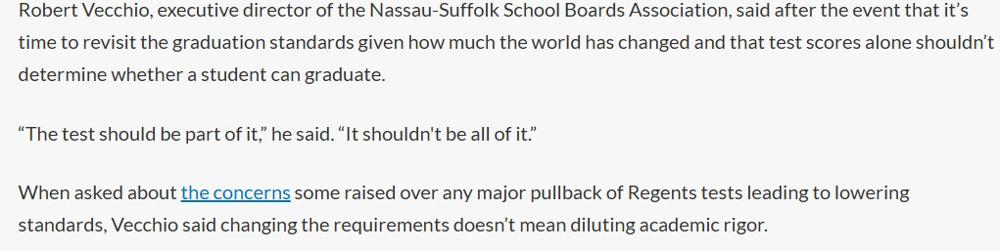 Robert Vecchio, executive director of the Nassau-Suffolk School Boards Association, said after the event that it’s
time to revisit the graduation standards given how much the world has changed and that test scores alone shouldn’t
determine whether a student can graduate.
“The test should be part of it,” he said. “It shouldn't be all of it.”
When asked about the concerns some raised over any major pullback of Regents tests leading to lowering
standards, Vecchio said changing the requirements doesn’t mean diluting academic rigor.